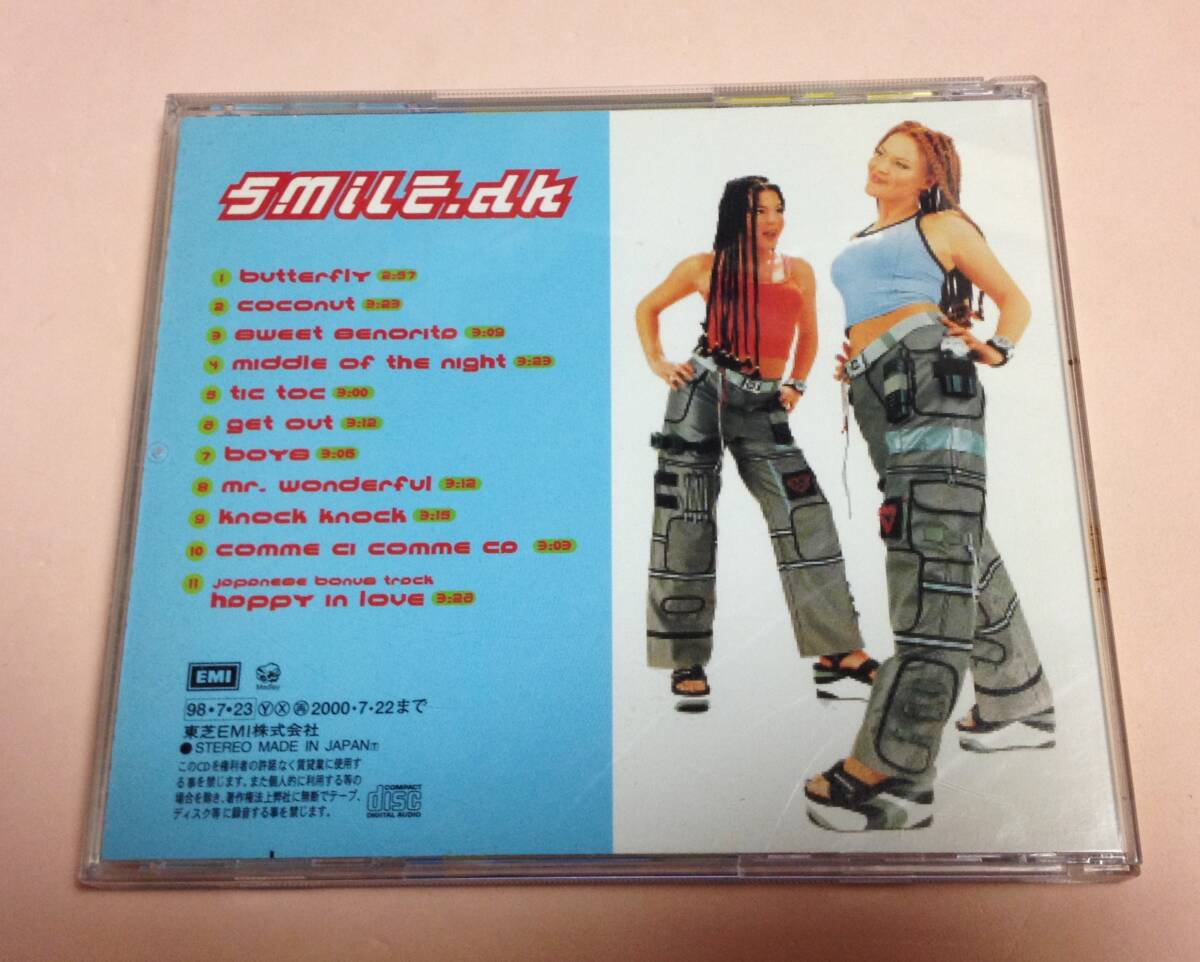 SMiLE.dk
1 butterfly 2:57
2 coconut 3:23
3 sweet senorita 3:09
4 middle of the night 3:23
5 tic toc 3:00
6 get out 3:12
7 boys 3:06
8 mr. wonderful 3:12
9 knock knock 3:15
10 comme ci comme ca 3:03
11 japanese bonus track
happy in love 3:26
EMI
Medley
98・7・23 Ⓨ Ⓧ ㊢ 2000・7・22まで
東芝EMI株式会社
● STEREO MADE IN JAPAN
このCDを権利者の許諾なく賃貸業に使用す
る事を禁じます。また個人的に利用する等の
場合を除き、著作権法上弊社に無断でテープ、
ディスク等に録音する事を禁じます。
COMPACT
disc
DIGITAL AUDIO